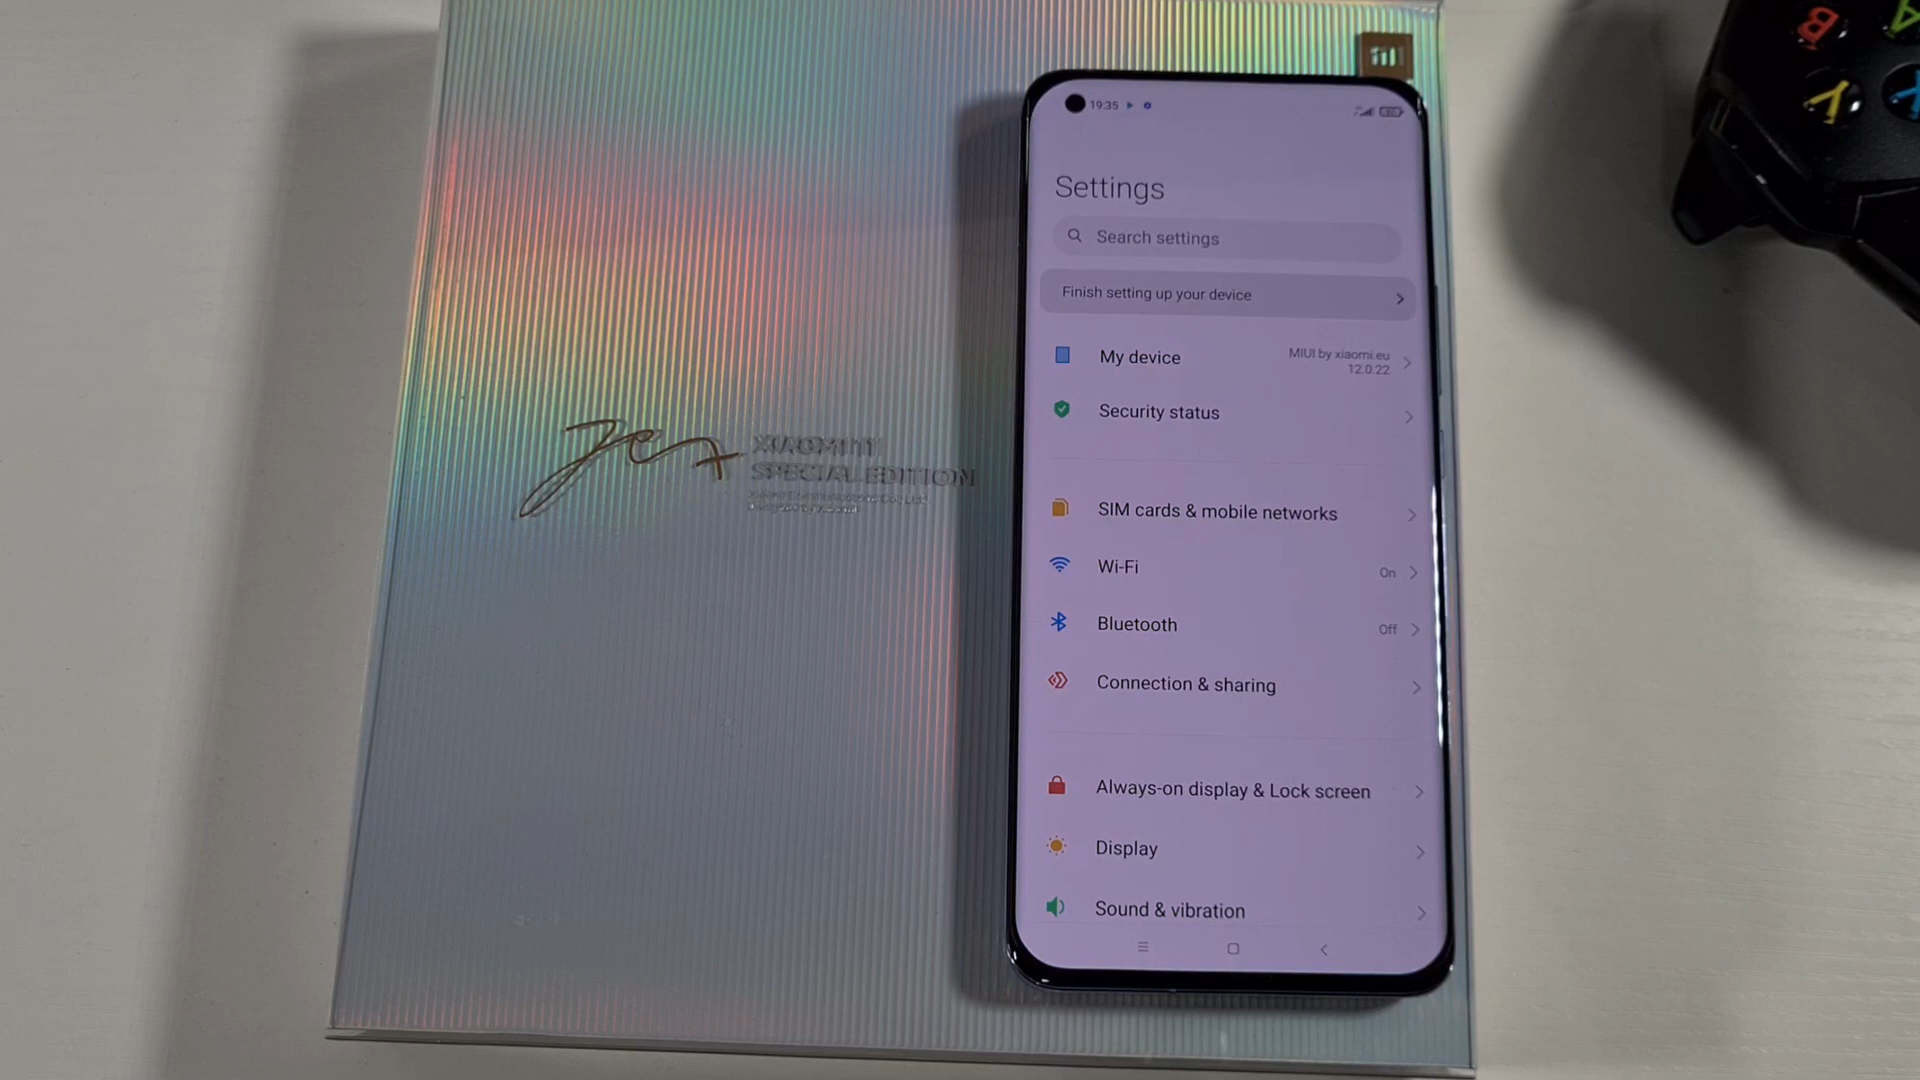 XIAOMI 11
SPECIAL EDITION
19:35
Settings
Search settings
Finish setting up your device
My device
MIUI by xiaomi.eu
12.0.22
Security status
SIM cards & mobile networks
Wi-Fi
On
Bluetooth
Off
Connection & sharing
Always-on display & Lock screen
Display
Sound & vibration
B
A
Y
X